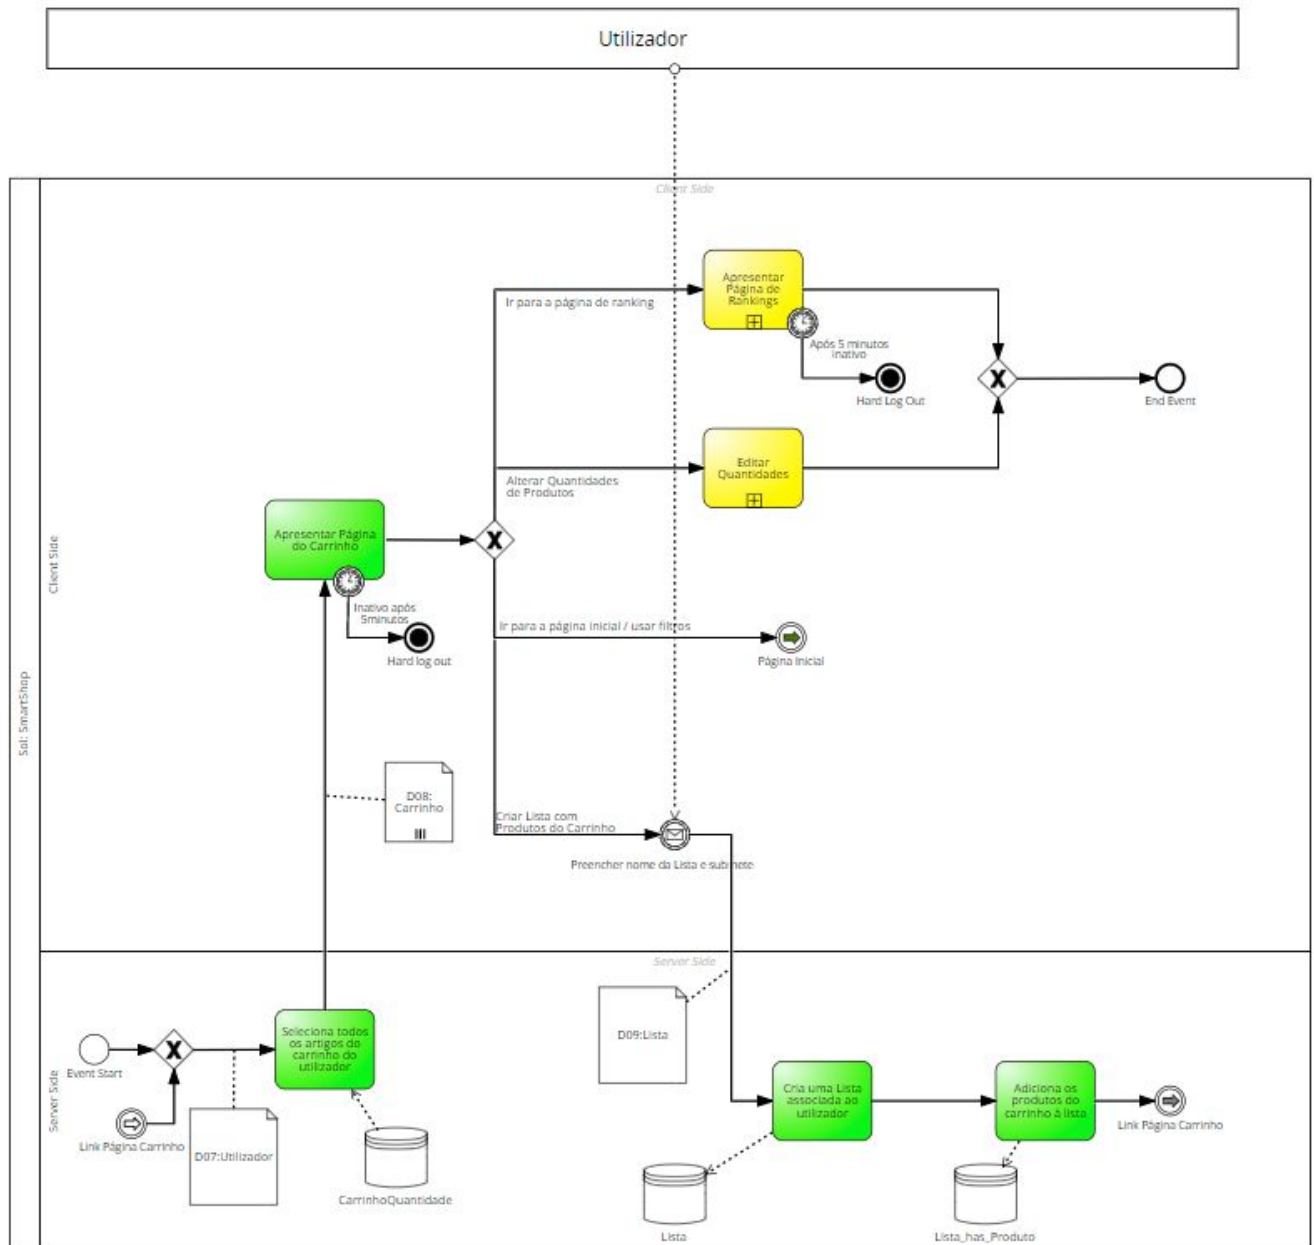 Utilizador
Client Side
Apresentar
Página de
Rankings
Ir para a página de ranking
Após 5 minutos
inativo
Hard Log Out
End Event
Editar
Quantidades
Alterar Quantidades
de Produtos
Apresentar Página
do Carrinho
Client Side
Inativo após
5minutos
Hard log out
Ir para a página inicial / usar filtros
Página Inicial
Sol: SmartShop
D08:
Carrinho
Criar Lista com
Produtos do Carrinho
Preencher nome da Lista e submete
Server Side
Seleciona todos
os artigos do
carrinho do
utilizador
D09:Lista
Event Start
Server Side
Cria uma Lista
associada ao
utilizador
Adiciona os
produtos do
carrinho à lista
Link Página Carrinho
Link Página Carrinho
D07:Utilizador
CarrinhoQuantidade
Lista
Lista_has_Produto